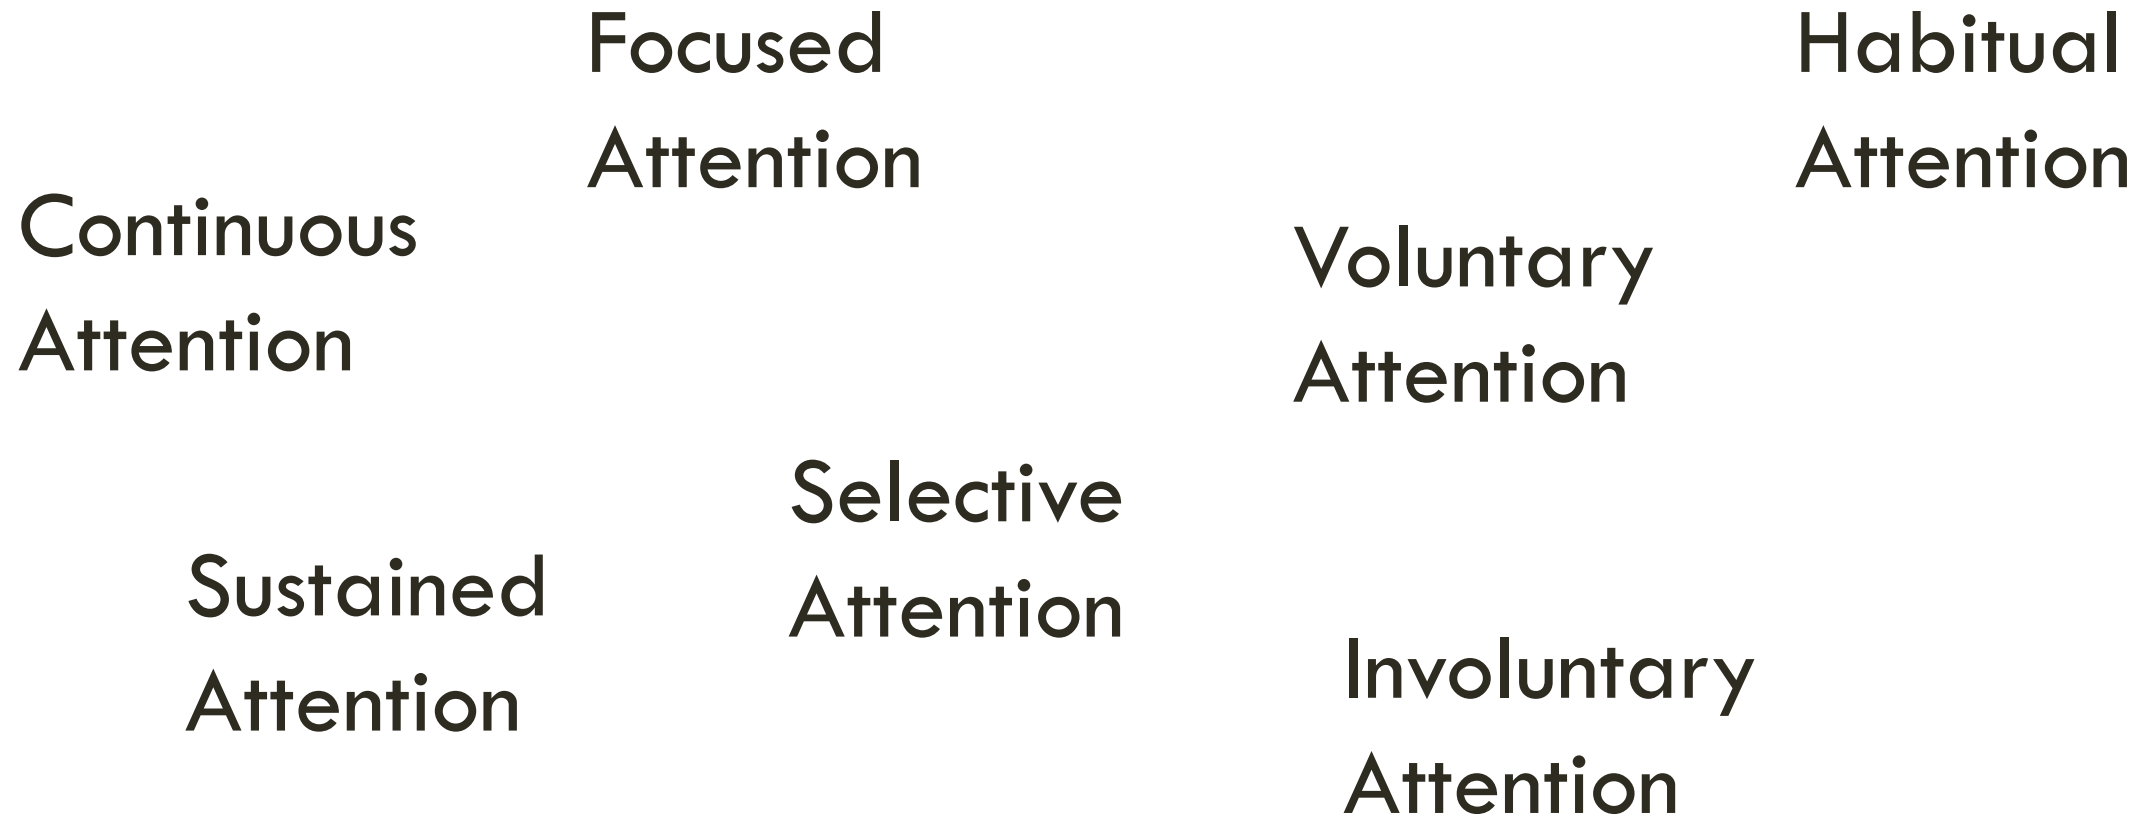 Focused
Attention
Habitual
Attention
Continuous
Attention
Voluntary
Attention
Selective
Attention
Sustained
Attention
Involuntary
Attention